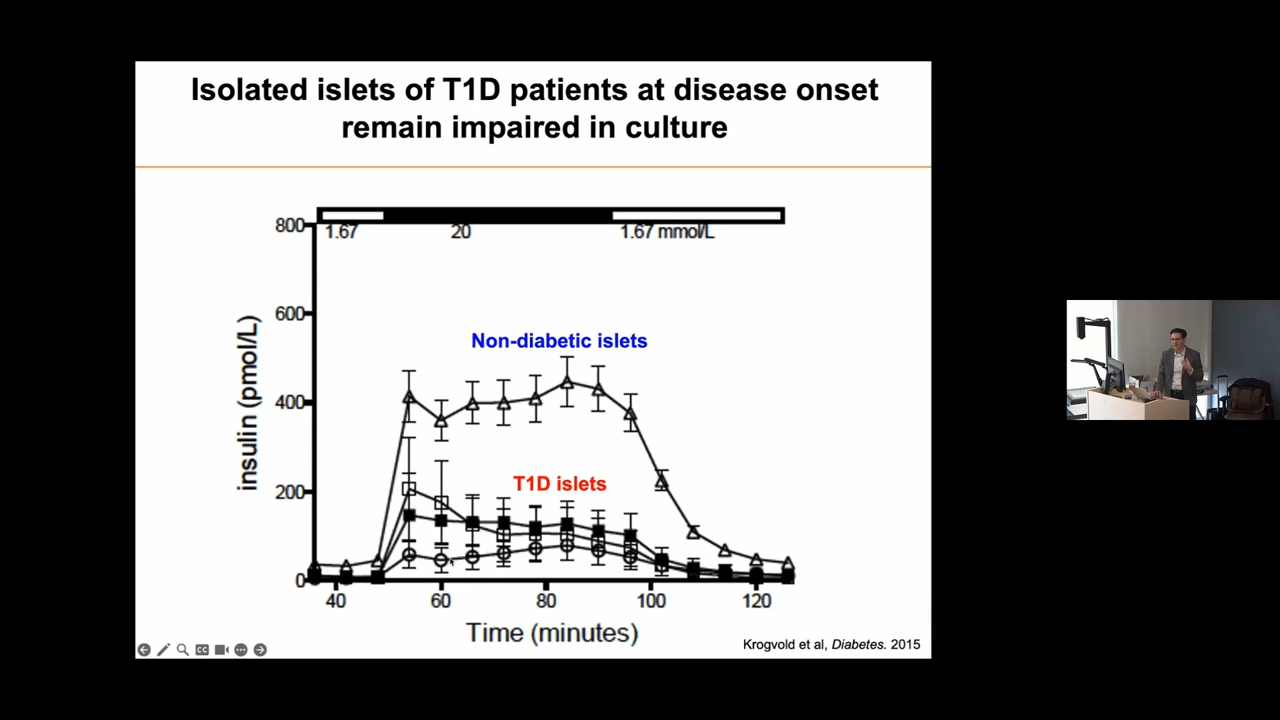 Isolated islets of T1D patients at disease onset
remain impaired in culture
800
1.67
20
1.67 mmol/L
600
Non-diabetic islets
400
insulin (pmol/L)
T1D islets
200
0
40
60
80
100
120
Time (minutes)
CC
Krogvold et al, Diabetes. 2015